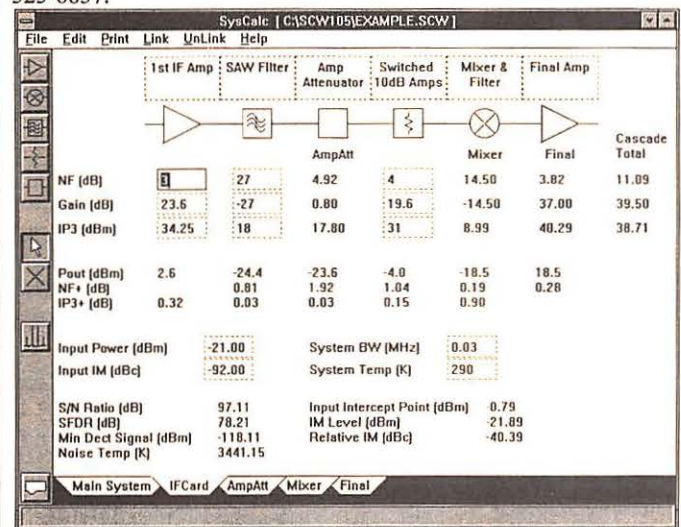 SysCalc [ C:\SCW105\EXAMPLE.SCW ]
File Edit Print Link UnLink Help
1st IF Amp SAW Filter Amp Attenuator Switched 10dB Amps Mixer & Filter Final Amp
AmpAtt Mixer Final Cascade Total
NF (dB) 3 27 4.92 4 14.50 3.82 11.09
Gain (dB) 23.6 -27 0.80 19.6 -14.50 37.00 39.50
IP3 (dBm) 34.25 18 17.80 31 8.99 40.29 38.71
Pout (dBm) 2.6 -24.4 -23.6 -4.0 -18.5 18.5
NF+ (dB) 0.81 1.92 1.04 0.19 0.28
IP3+ (dB) 0.32 0.03 0.03 0.15 0.90
Input Power (dBm) -21.00 System BW (MHz) 0.03
Input IM (dBc) -92.00 System Temp (K) 290
S/N Ratio (dB) 97.11 Input Intercept Point (dBm) -0.79
SFDR (dB) 78.21 IM Level (dBm) -21.89
Min Dect Signal (dBm) -118.11 Relative IM (dBc) -40.39
Noise Temp (K) 3441.15
Main System IFCard AmpAtt Mixer Final